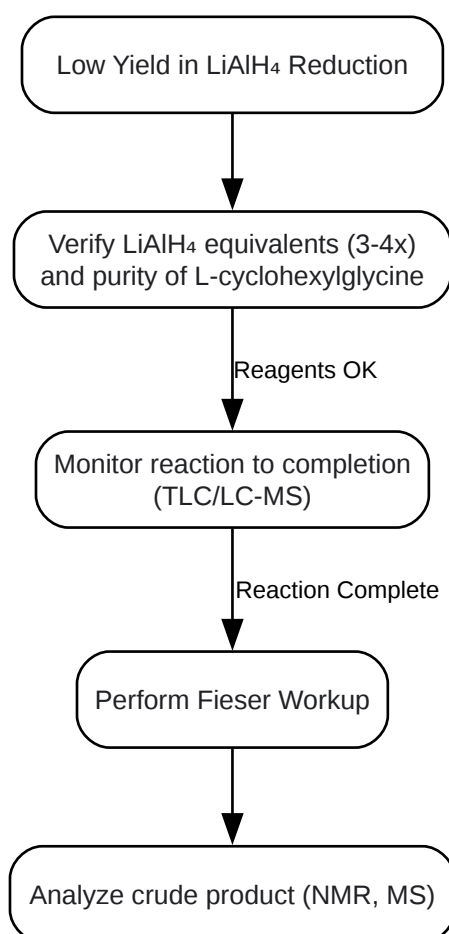 Low Yield in LiAlH₄ Reduction
Verify LiAlH₄ equivalents (3-4x)
and purity of L-cyclohexylglycine
Reagents OK
Monitor reaction to completion
(TLC/LC-MS)
Reaction Complete
Perform Fieser Workup
Analyze crude product (NMR, MS)